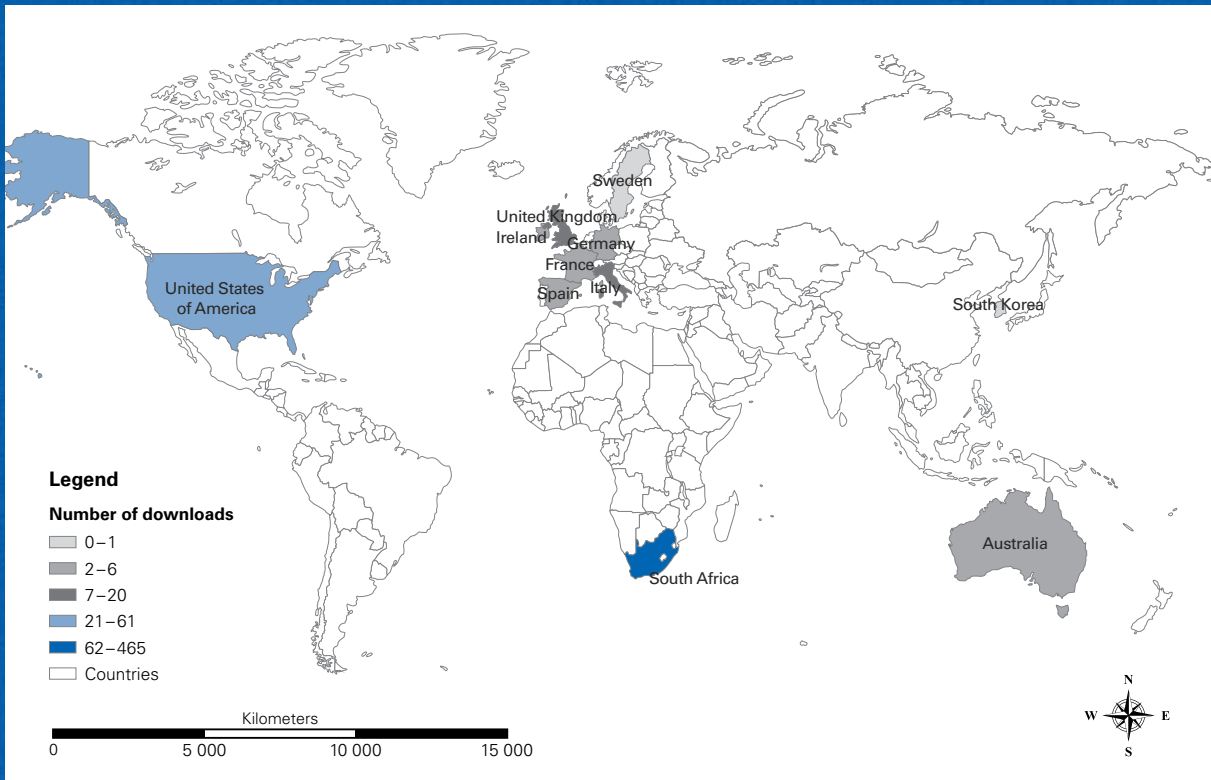 Sweden
United Kingdom
Ireland
Germany
France
Italy
Spain
United States
of America
South Korea
Legend
Number of downloads
0–1
2–6
7–20
21–61
62–465
Countries
Australia
South Africa
Kilometers
0 5 000 10 000 15 000
N
W E
S